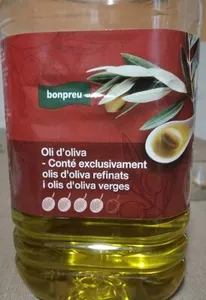 bonpreu
Oli d'oliva
- Conté exclusivament
olis d'oliva refinats
i olis d'oliva verges